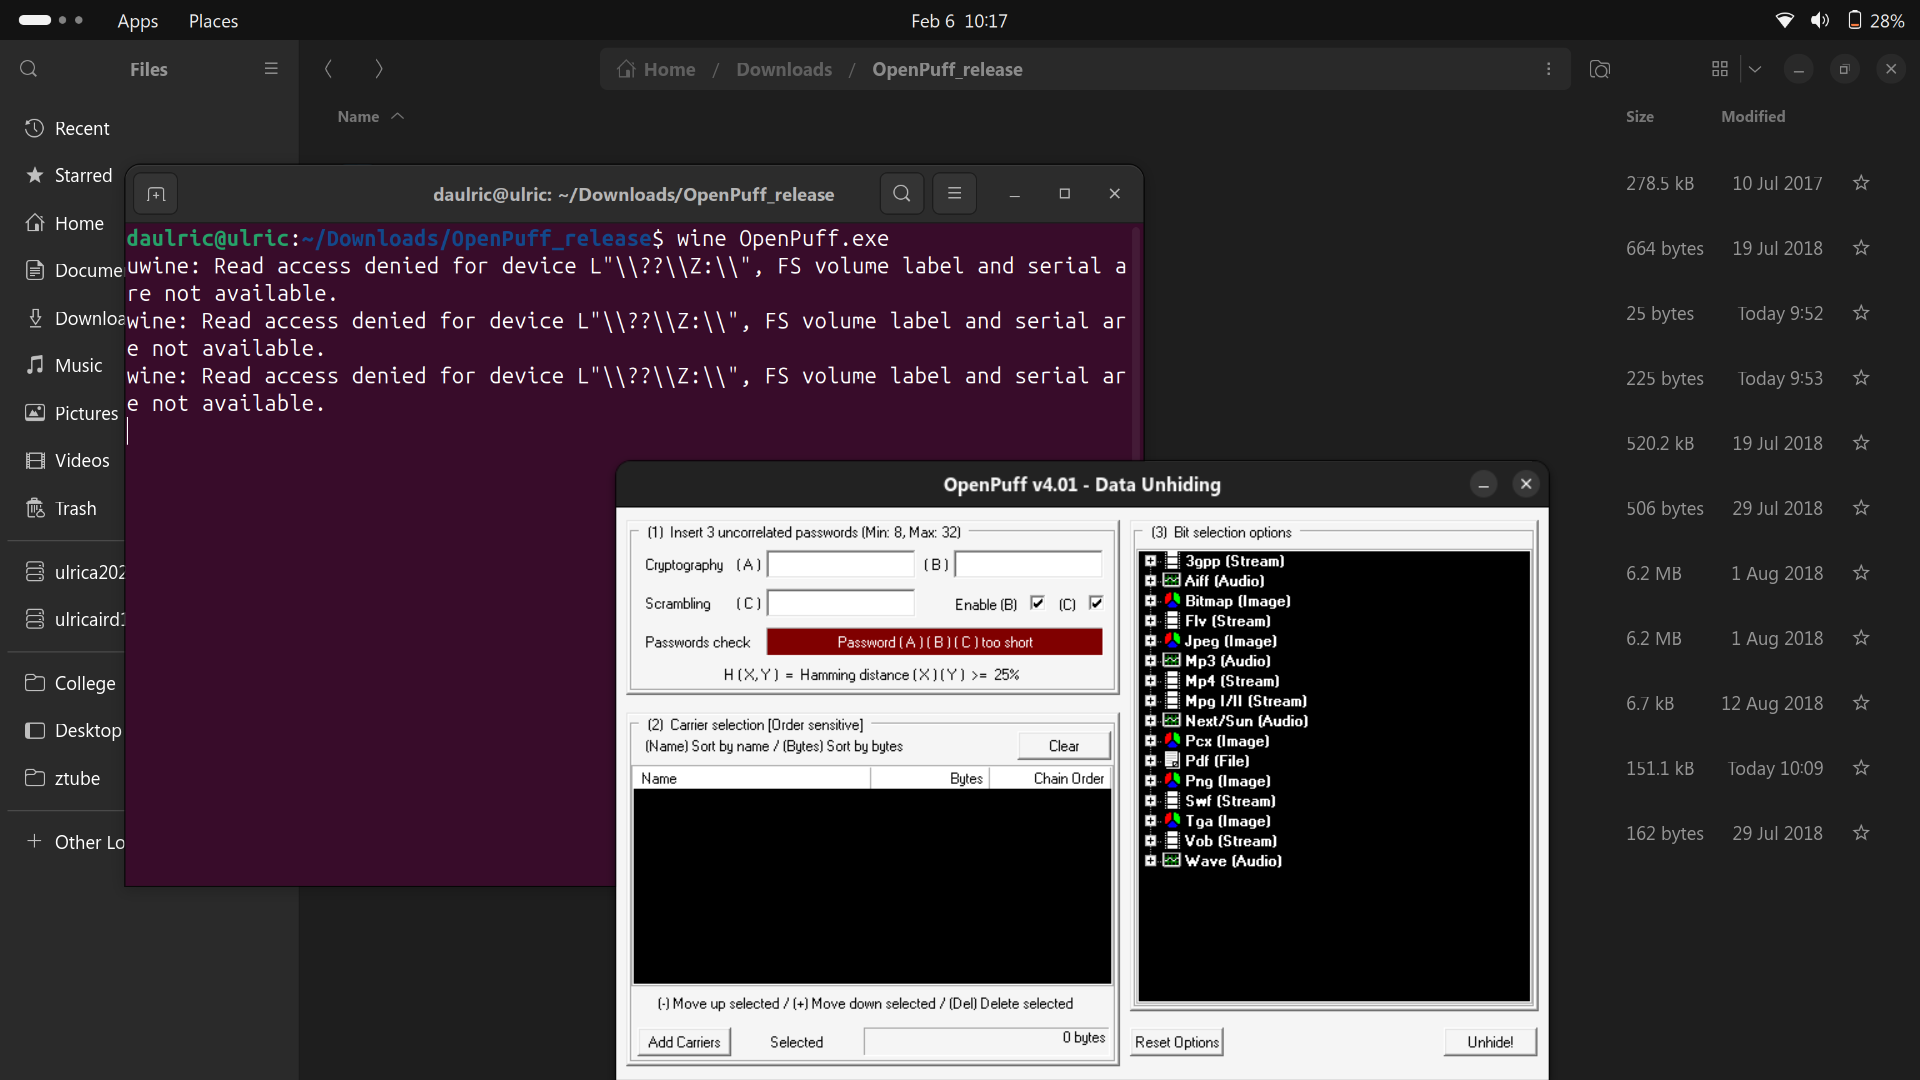 Apps Places Feb 6 10:17 28%
Files Home / Downloads / OpenPuff_release
Name Size Modified
Recent
Starred 278.5 kB 10 Jul 2017
Home 664 bytes 19 Jul 2018
Docume
Downloa 25 bytes Today 9:52
Music 225 bytes Today 9:53
Pictures
Videos 520.2 kB 19 Jul 2018
Trash 506 bytes 29 Jul 2018
ulrica202 6.2 MB 1 Aug 2018
ulricaird1 6.2 MB 1 Aug 2018
College 6.7 kB 12 Aug 2018
Desktop
ztube 151.1 kB Today 10:09
Other Lo 162 bytes 29 Jul 2018
daulric@ulric: ~/Downloads/OpenPuff_release
daulric@ulric:~/Downloads/OpenPuff_release$ wine OpenPuff.exe
uwine: Read access denied for device L"\\??\\Z:\\", FS volume label and serial a
re not available.
wine: Read access denied for device L"\\??\\Z:\\", FS volume label and serial ar
e not available.
wine: Read access denied for device L"\\??\\Z:\\", FS volume label and serial ar
e not available.
OpenPuff v4.01 - Data Unhiding
(1) Insert 3 uncorrelated passwords (Min: 8, Max: 32)
Cryptography (A) (B)
Scrambling (C) Enable (B) (C)
Passwords check Password (A) (B) (C) too short
H (X,Y) = Hamming distance (X) (Y) >= 25%
(2) Carrier selection [Order sensitive]
(Name) Sort by name / (Bytes) Sort by bytes Clear
Name Bytes Chain Order
(-) Move up selected / (+) Move down selected / (Del) Delete selected
Add Carriers Selected 0 bytes
(3) Bit selection options
3gpp (Stream)
Aiff (Audio)
Bitmap (Image)
Flv (Stream)
Jpeg (Image)
Mp3 (Audio)
Mp4 (Stream)
Mpg I/II (Stream)
Next/Sun (Audio)
Pcx (Image)
Pdf (File)
Png (Image)
Swf (Stream)
Tga (Image)
Vob (Stream)
Wave (Audio)
Reset Options Unhide!